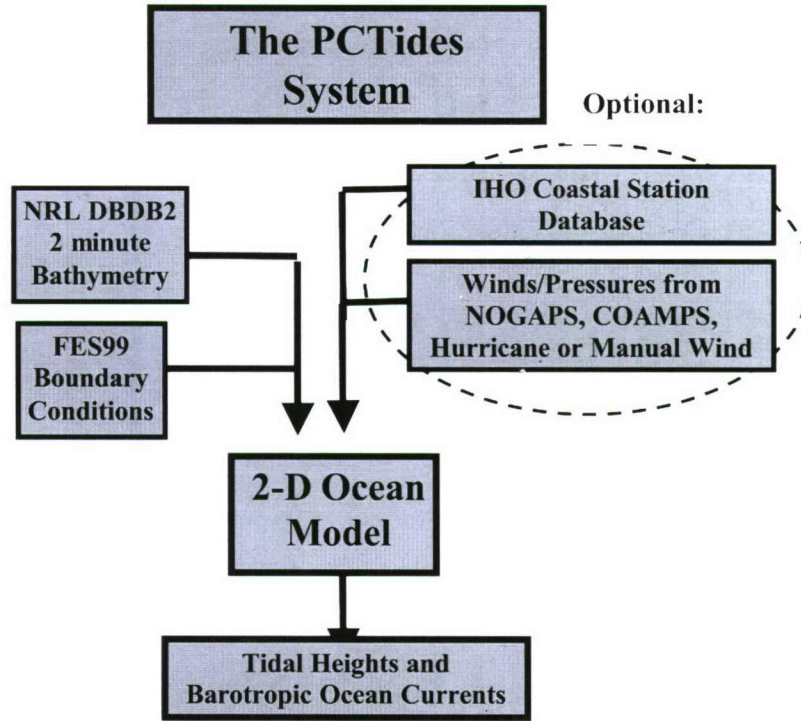 The PCTides
System
Optional:
NRL DBDB2
2 minute
Bathymetry
FES99
Boundary
Conditions
IHO Coastal Station
Database
Winds/Pressures from
NOGAPS, COAMPS,
Hurricane or Manual Wind
2-D Ocean
Model
Tidal Heights and
Barotropic Ocean Currents